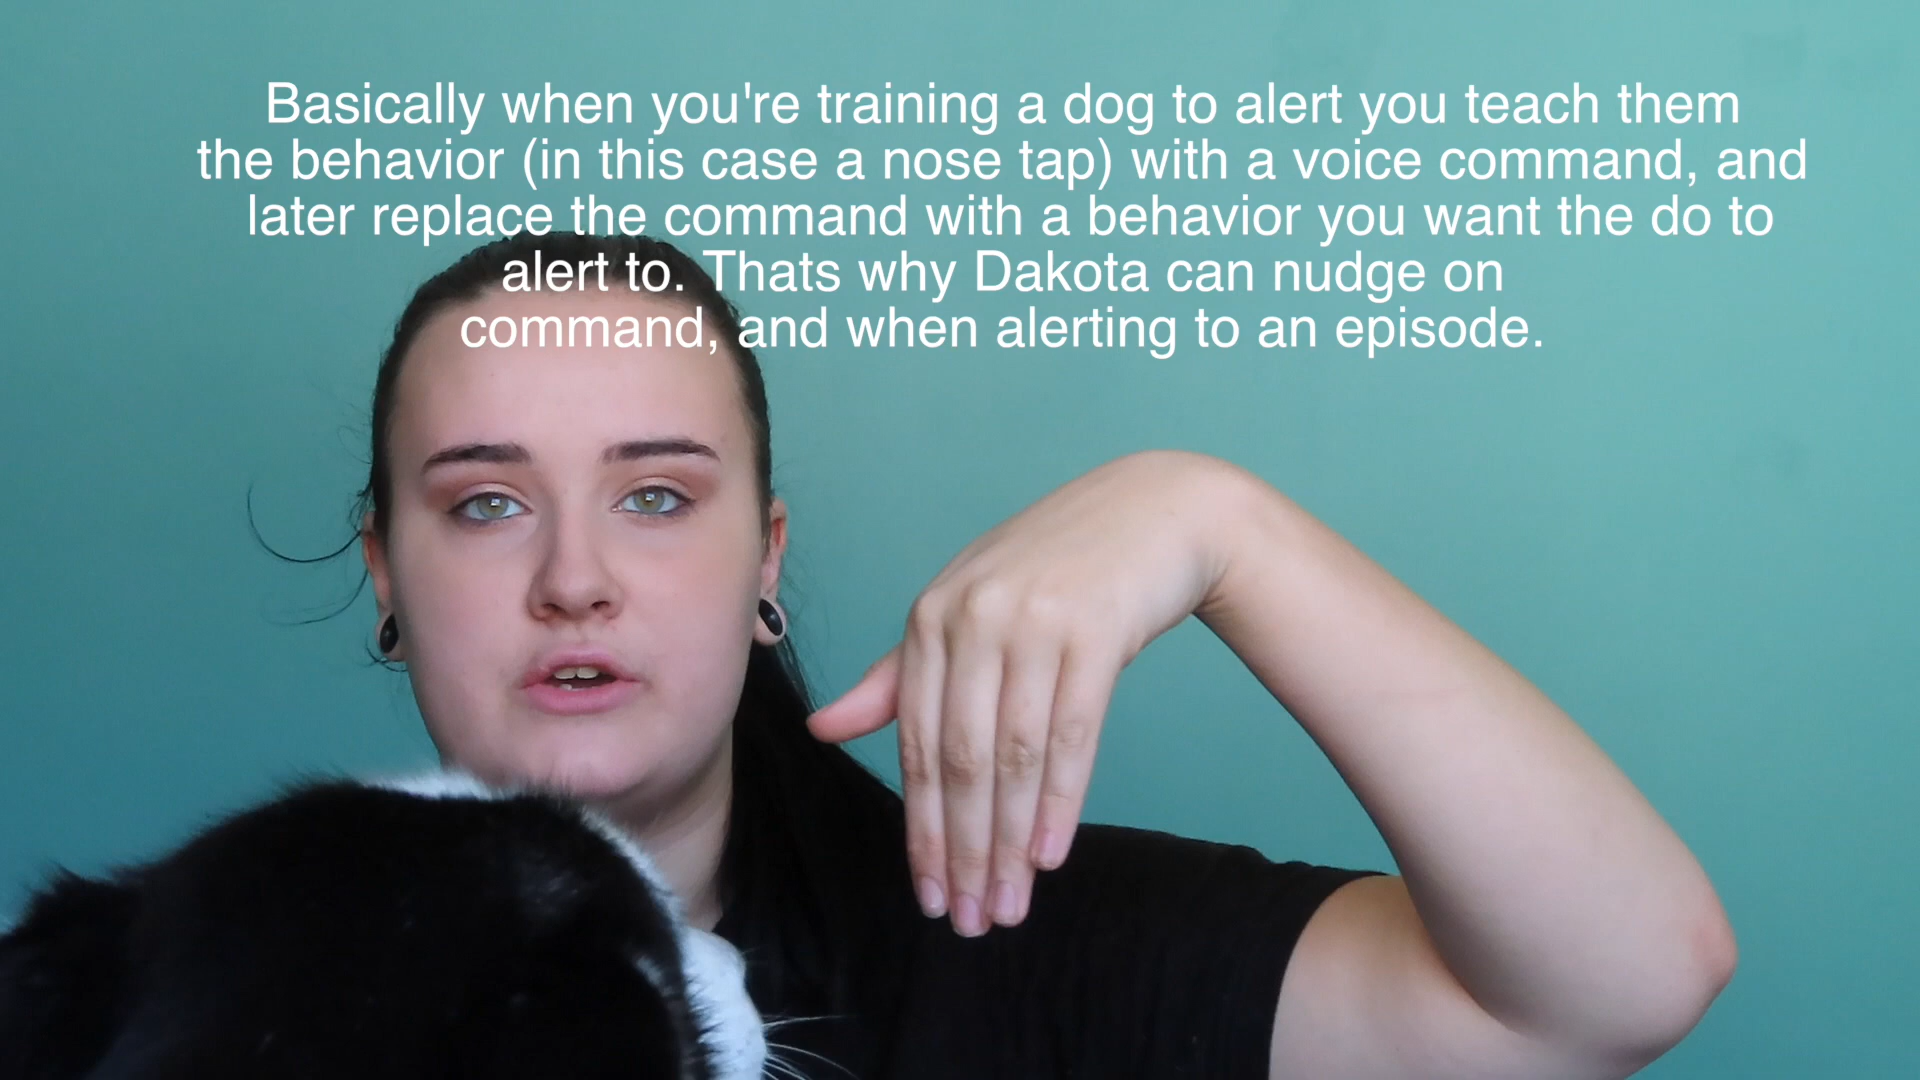 Basically when you're training a dog to alert you teach them
the behavior (in this case a nose tap) with a voice command, and
later replace the command with a behavior you want the do to
alert to. Thats why Dakota can nudge on
command, and when alerting to an episode.